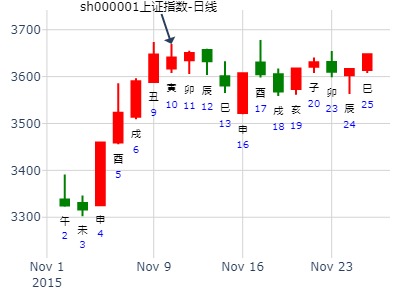 sh000001上证指数-日线
3700
3600
3500
3400
3300
午
2
未
3
申
4
酉
5
戌
6
丑
9
寅
10
卯
11
辰
12
巳
13
申
16
酉
17
戌
18
亥
19
子
20
卯
23
辰
24
巳
25
Nov 1
2015
Nov 9
Nov 16
Nov 23